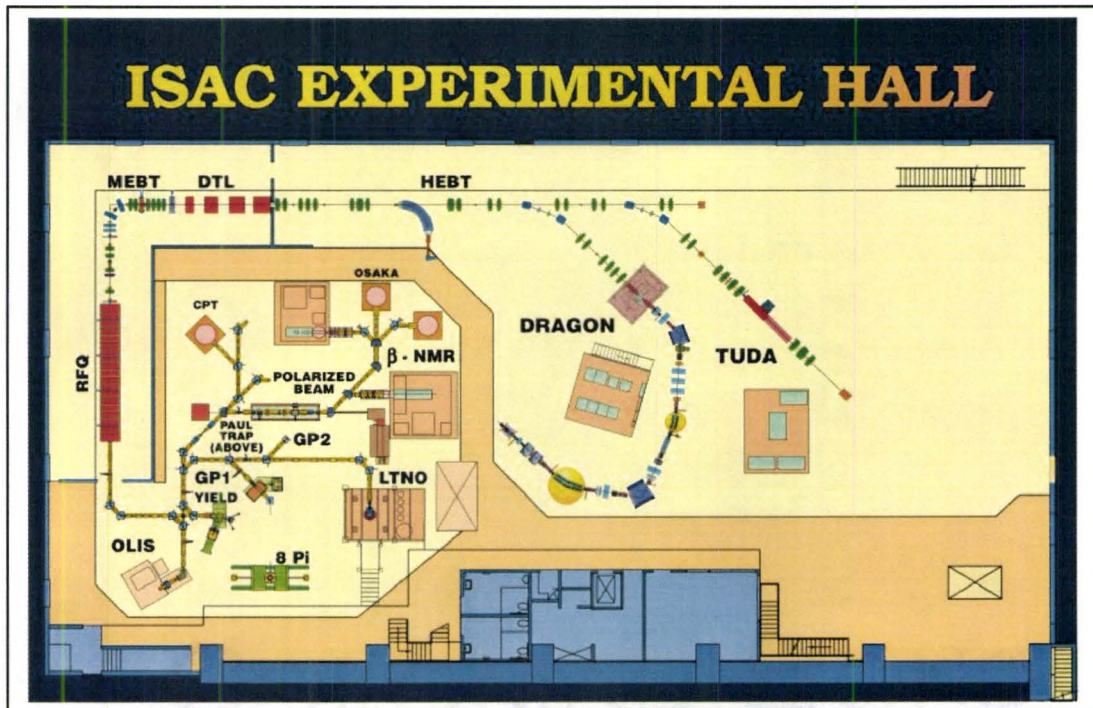 ISAC EXPERIMENTAL HALL
MEBT
DTL
HEBT
OSAKA
CPT
DRAGON
TUDA
RFQ
β - NMR
POLARIZED
BEAM
PAUL
TRAP
(ABOVE)
GP2
GP1
YIELD
LTNO
OLIS
8 Pi